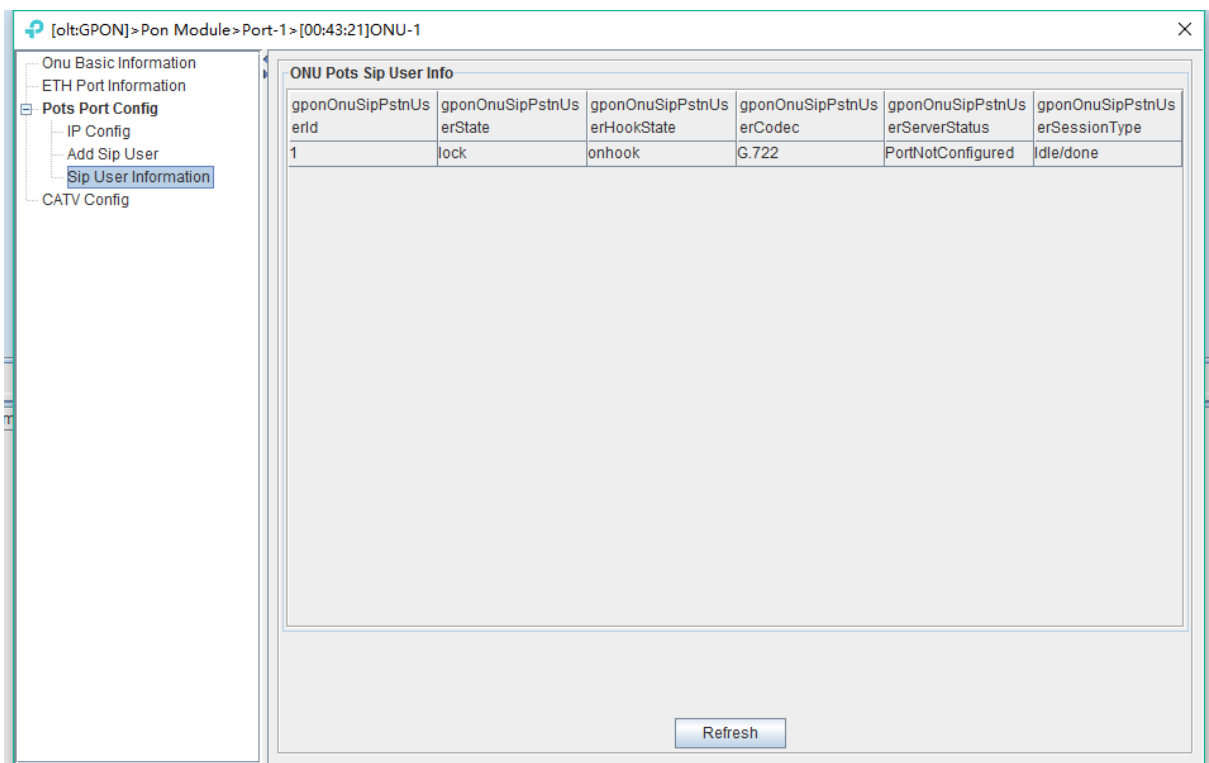 [olt:GPON]>Pon Module>Port-1>[00:43:21]ONU-1
Onu Basic Information
ETH Port Information
Pots Port Config
IP Config
Add Sip User
Sip User Information
CATV Config
ONU Pots Sip User Info
gponOnuSipPstnUs gponOnuSipPstnUs gponOnuSipPstnUs gponOnuSipPstnUs gponOnuSipPstnUs gponOnuSipPstnUs
erId erState erHookState erCodec erServerStatus erSessionType
1 lock onhook G.722 PortNotConfigured Idle/done
Refresh